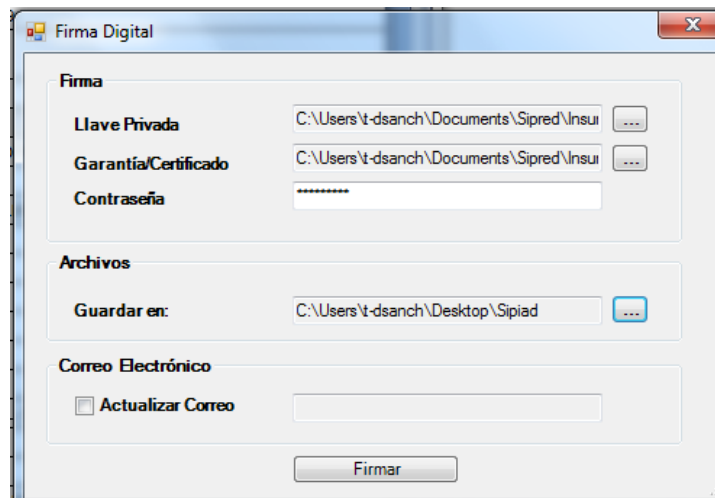 Firma Digital
Firma
Llave Privada C:\Users\t-dsanch\Documents\Sipred\Insur ...
Garantía/Certificado C:\Users\t-dsanch\Documents\Sipred\Insur ...
Contraseña *********
Archivos
Guardar en: C:\Users\t-dsanch\Desktop\Sipiad ...
Correo Electrónico
Actualizar Correo
Firmar